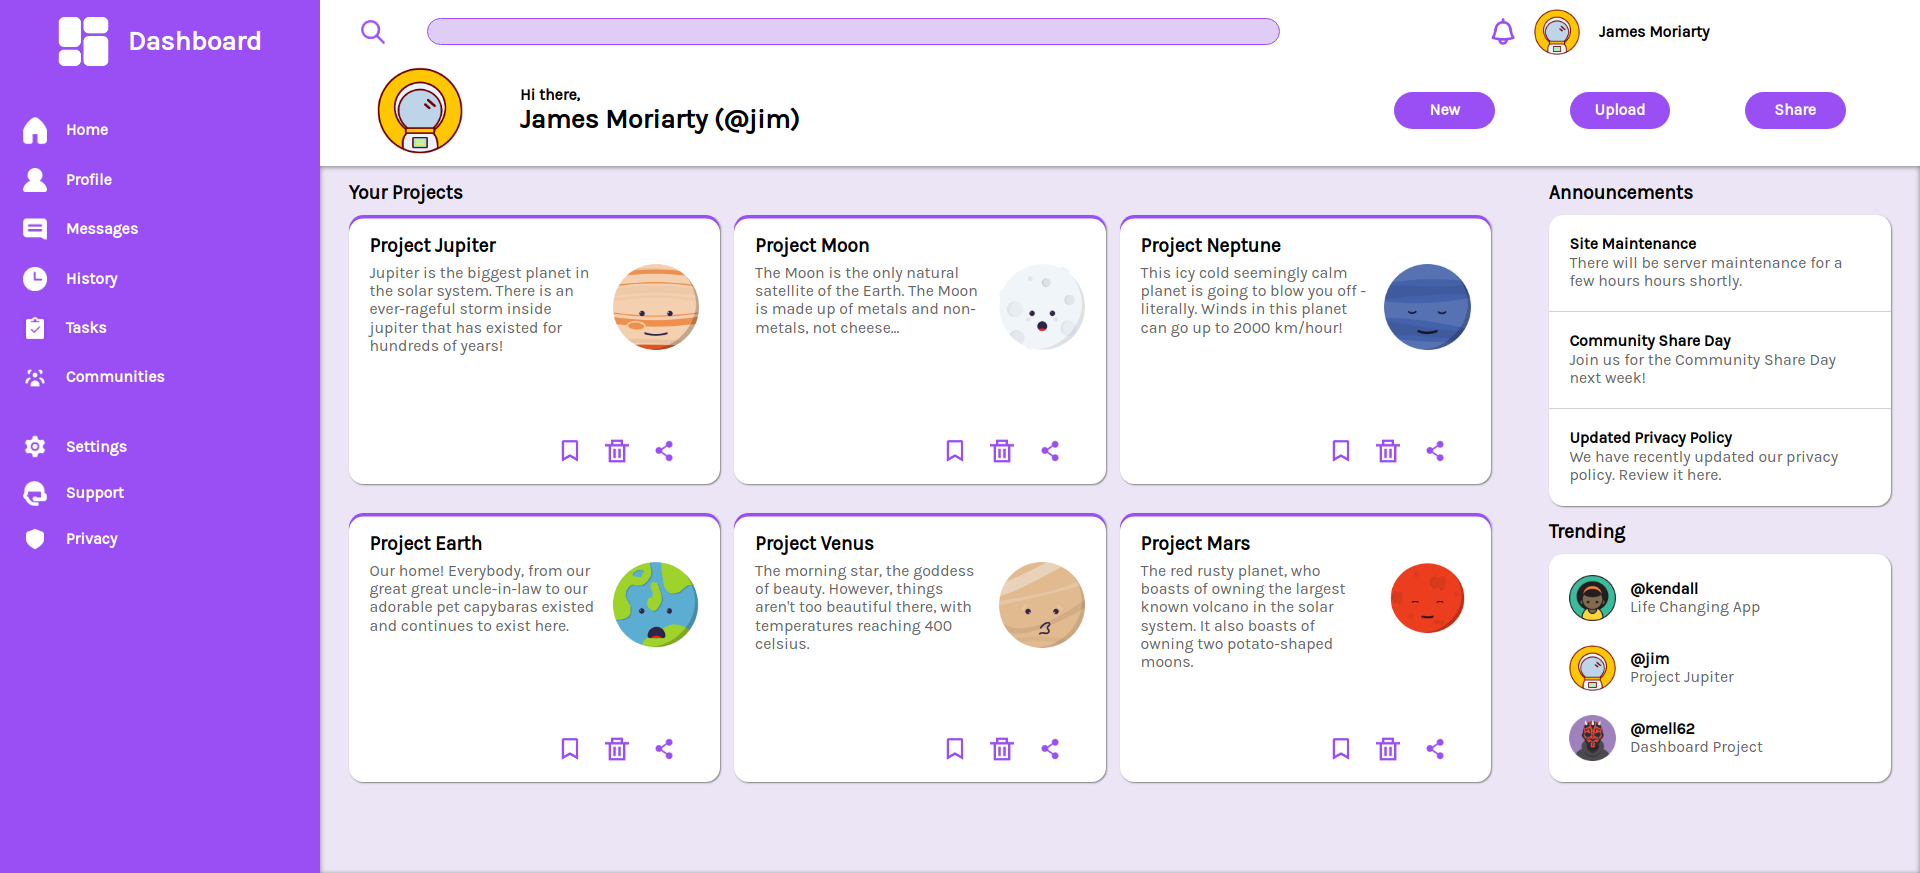 Dashboard
Home
Profile
Messages
History
Tasks
Communities
Settings
Support
Privacy
James Moriarty
Hi there,
James Moriarty (@jim)
New
Upload
Share
Your Projects
Project Jupiter
Jupiter is the biggest planet in
the solar system. There is an
ever-rageful storm inside
jupiter that has existed for
hundreds of years!
Project Moon
The Moon is the only natural
satellite of the Earth. The Moon
is made up of metals and non-
metals, not cheese...
Project Neptune
This icy cold seemingly calm
planet is going to blow you off -
literally. Winds in this planet
can go up to 2000 km/hour!
Project Earth
Our home! Everybody, from our
great great uncle-in-law to our
adorable pet capybaras existed
and continues to exist here.
Project Venus
The morning star, the goddess
of beauty. However, things
aren't too beautiful there, with
temperatures reaching 400
celsius.
Project Mars
The red rusty planet, who
boasts of owning the largest
known volcano in the solar
system. It also boasts of
owning two potato-shaped
moons.
Announcements
Site Maintenance
There will be server maintenance for a
few hours hours shortly.
Community Share Day
Join us for the Community Share Day
next week!
Updated Privacy Policy
We have recently updated our privacy
policy. Review it here.
Trending
@kendall
Life Changing App
@jim
Project Jupiter
@mell62
Dashboard Project